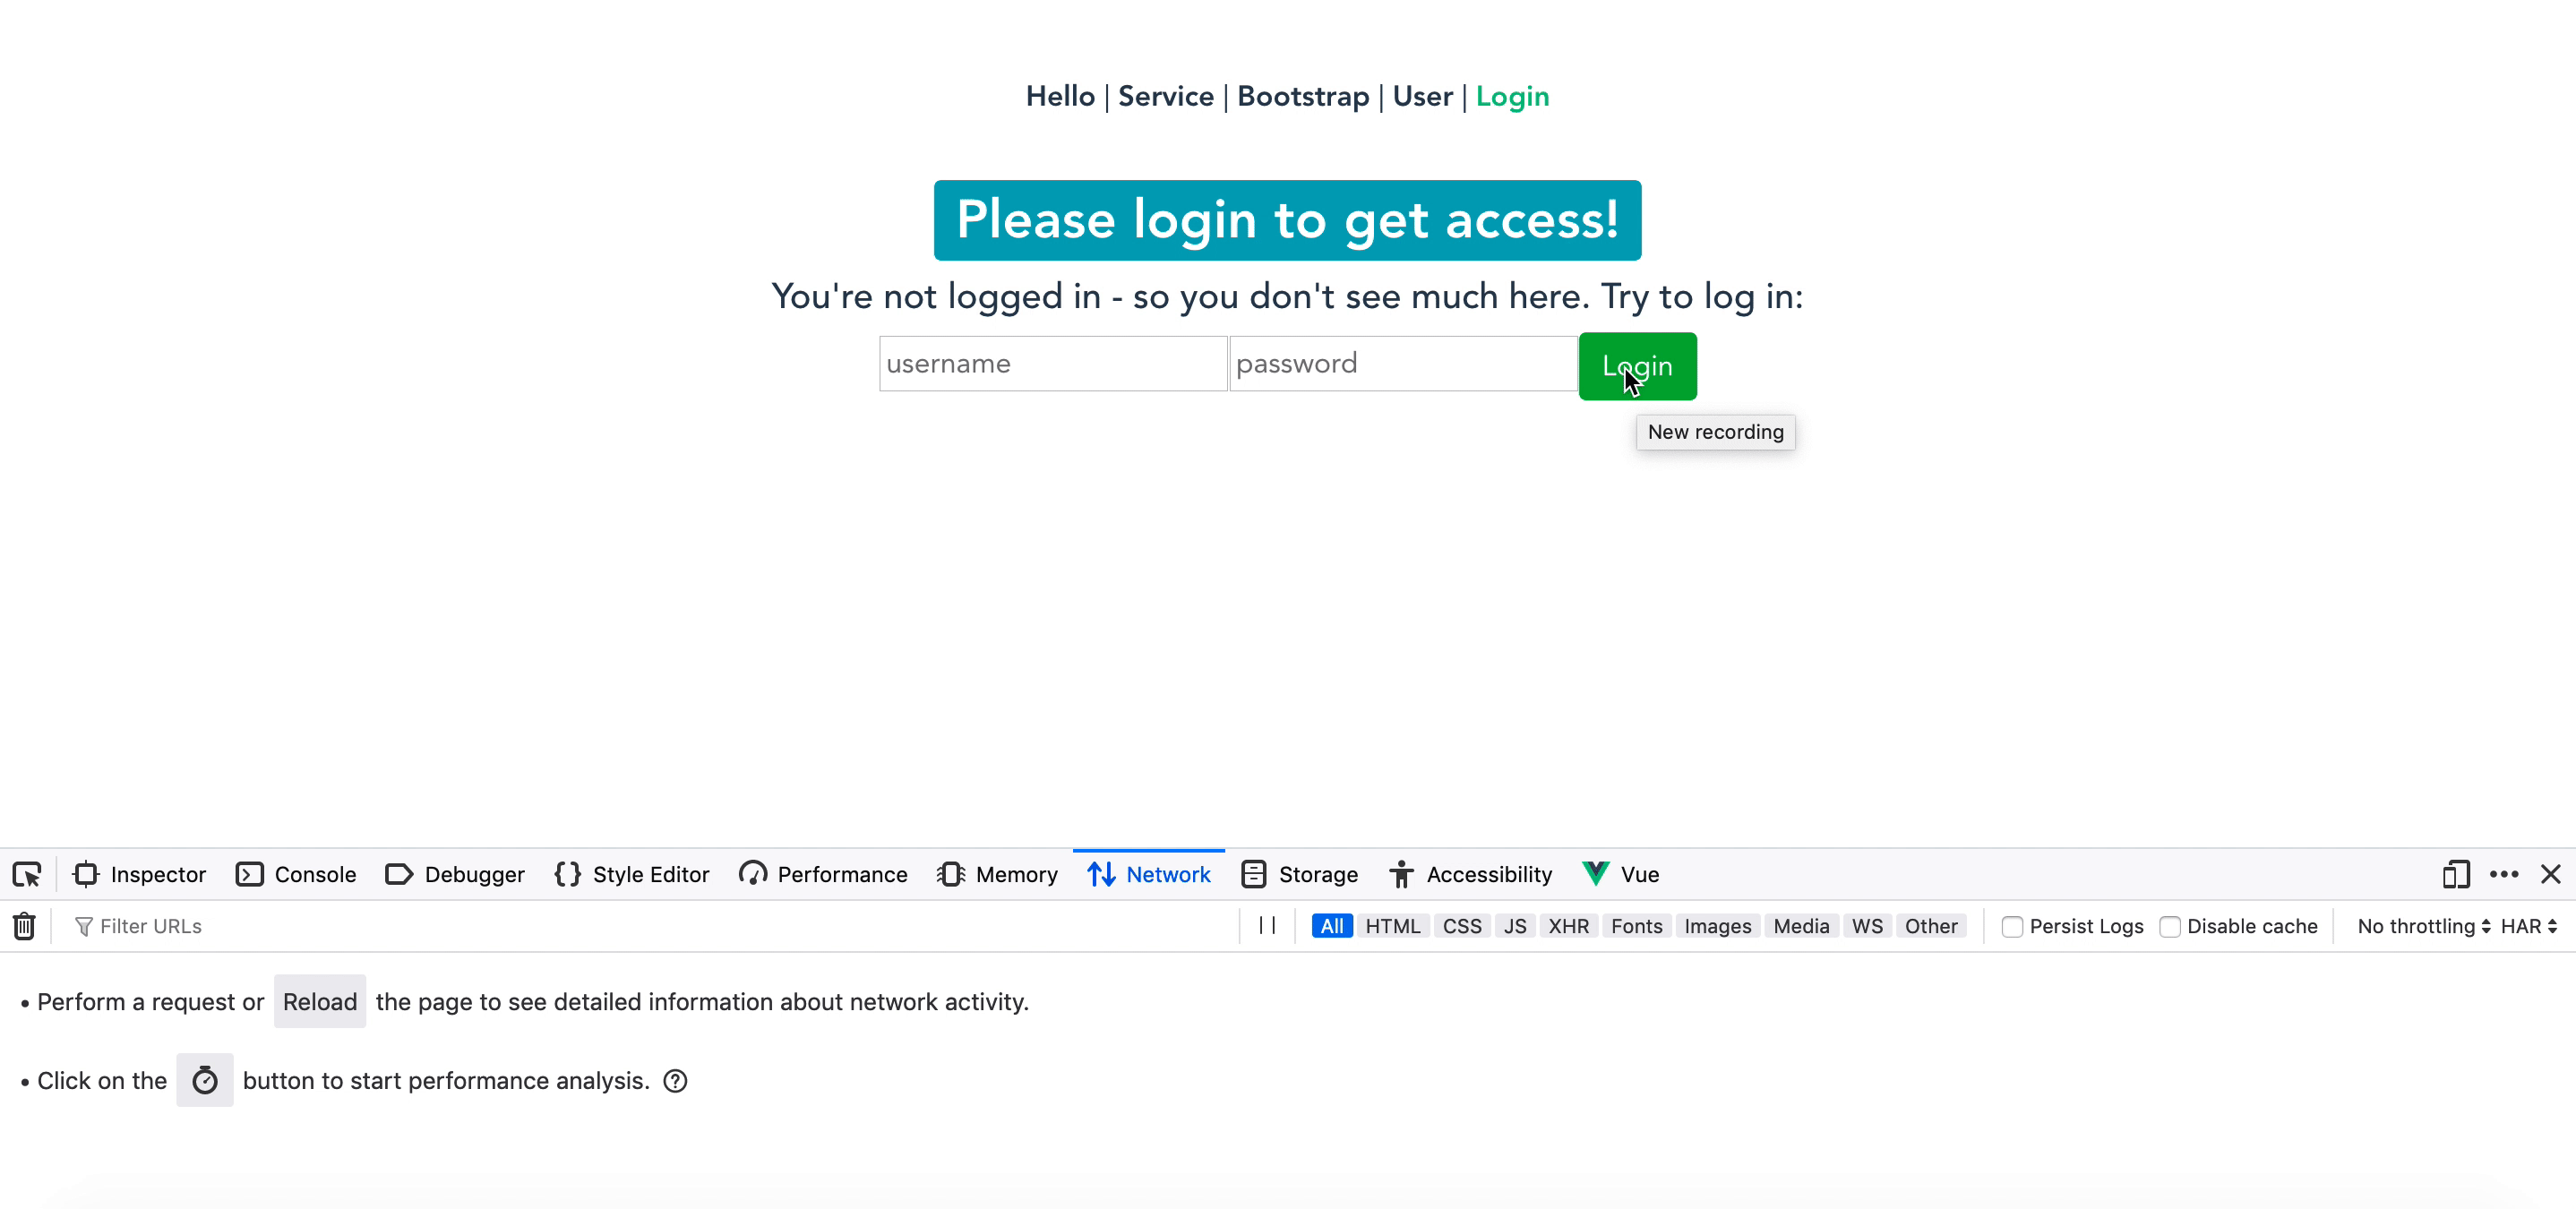 Hello | Service | Bootstrap | User | Login
Please login to get access!
You're not logged in - so you don't see much here. Try to log in:
username password Login
New recording
Inspector Console Debugger {} Style Editor Performance Memory Network Storage Accessibility Vue
Filter URLs All HTML CSS JS XHR Fonts Images Media WS Other Persist Logs Disable cache No throttling HAR
• Perform a request or Reload the page to see detailed information about network activity.
• Click on the button to start performance analysis. ?